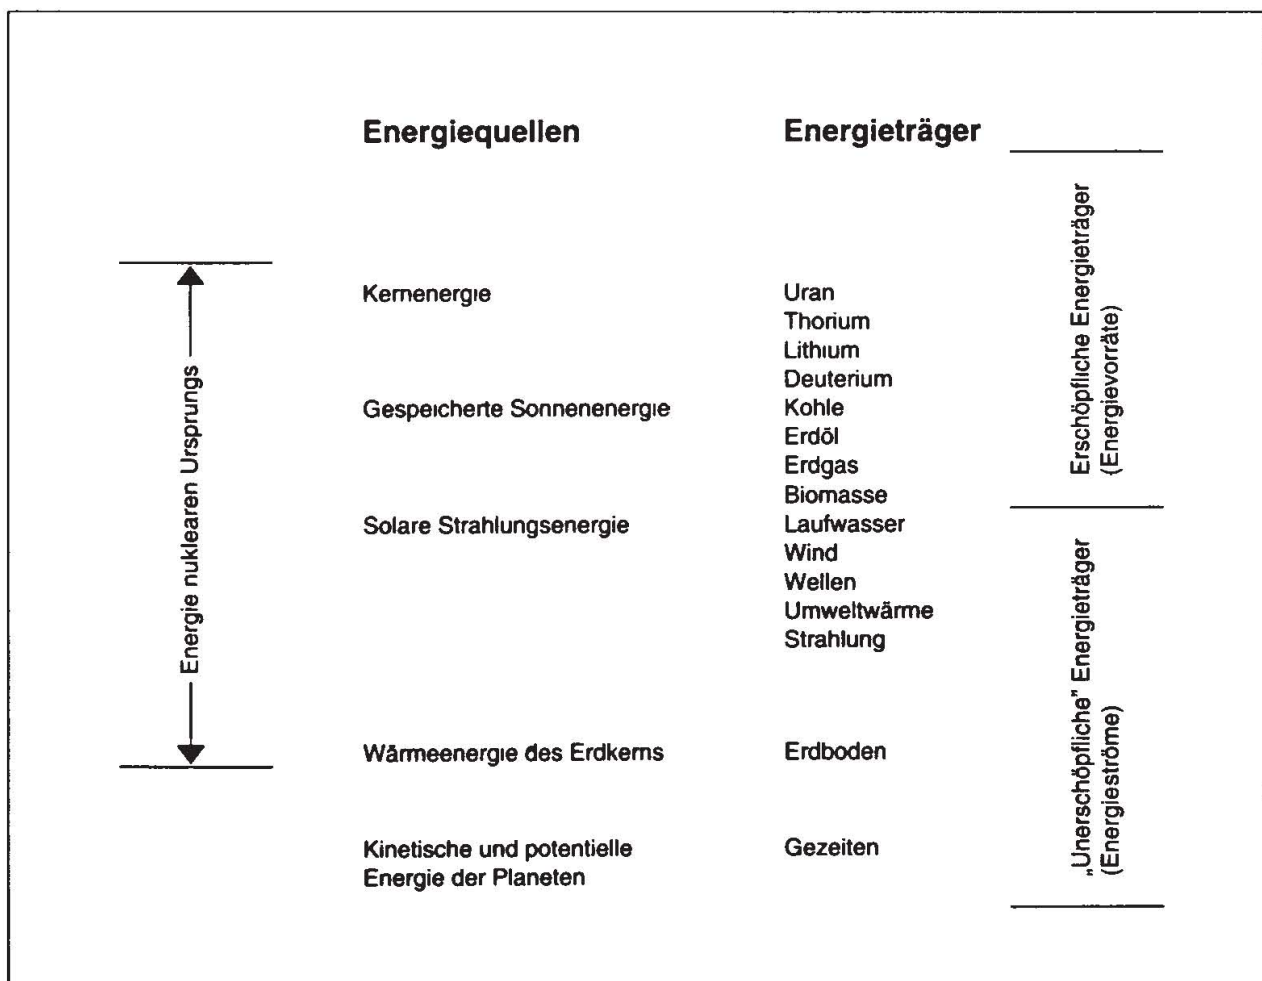 Energiequellen
Energieträger
Energie nuklearen Ursprungs
Kernenergie
Uran
Thorium
Lithium
Deuterium
Gespeicherte Sonnenenergie
Kohle
Erdöl
Erdgas
Biomasse
Solare Strahlungsenergie
Laufwasser
Wind
Wellen
Umweltwärme
Strahlung
Wärmeenergie des Erdkerns
Erdboden
Kinetische und potentielle
Energie der Planeten
Gezeiten
Erschöpfliche Energieträger
(Energievorräte)
„Unerschöpfliche” Energieträger
(Energieströme)